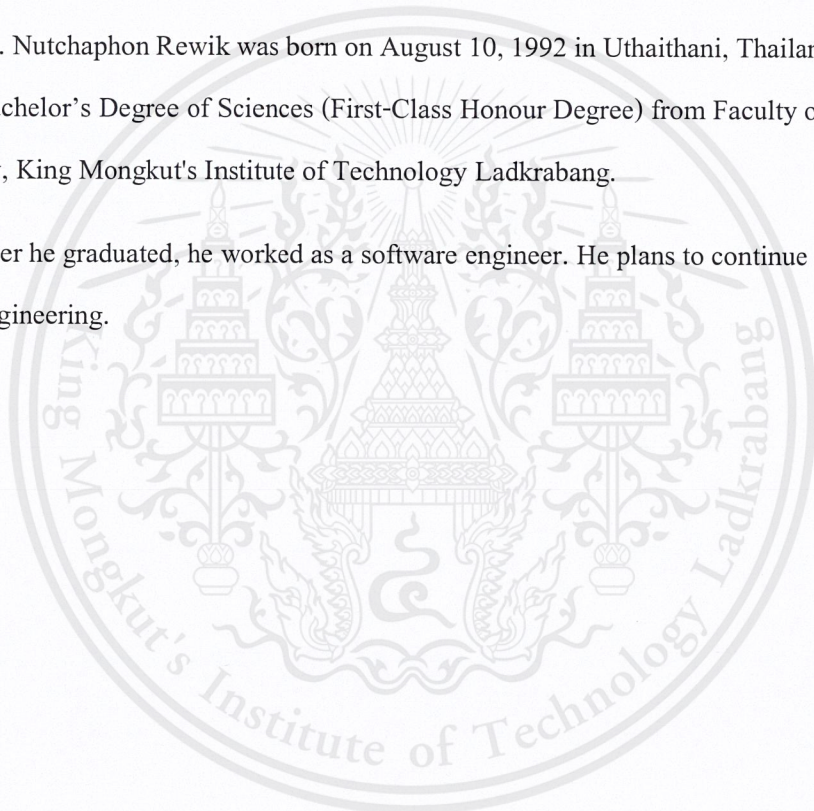 . Nutchaphon Rewik was born on August 10, 1992 in Uthaithani,
chelor's Degree of Sciences (First-Class Honour Degree) from Faculty
, King Mongkut's Institute of Technology Ladkrabang.
er he graduated, he worked as a software engineer. He plans to continue
gineering.
King Mongkut's Institute of Technology Ladkrabang